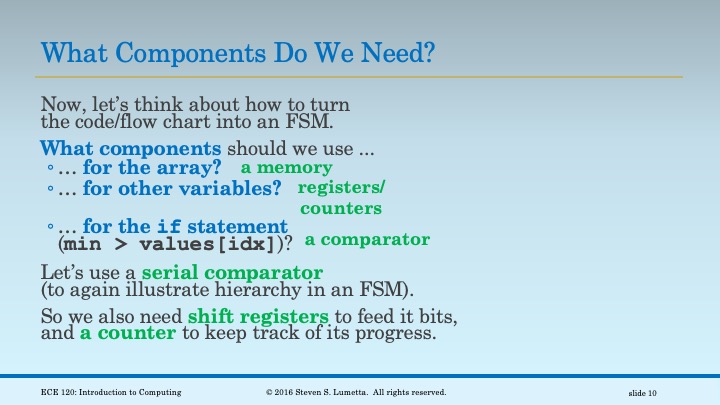 What Components Do We Need?
Now, let's think about how to turn
the code/flow chart into an FSM.
What components should we use ...
◦… for the array? a memory
◦… for other variables? registers/
counters
◦… for the if statement
(min > values[idx])? a comparator
Let's use a serial comparator
(to again illustrate hierarchy in an FSM).
So we also need shift registers to feed it bits,
and a counter to keep track of its progress.
ECE 120: Introduction to Computing © 2016 Steven S. Lumetta. All rights reserved. slide 10